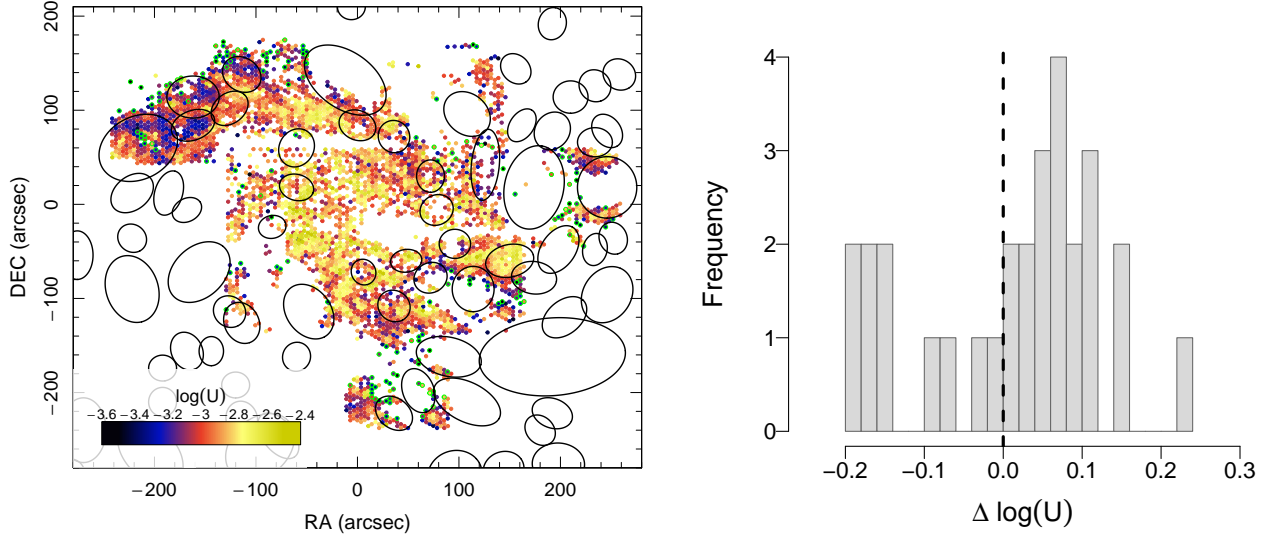 200
100
0
−100
−200
DEC (arcsec)
log(U)
−3.6 −3.4 −3.2 −3 −2.8 −2.6 −2.4
−200 −100 0 100 200
RA (arcsec)
4
3
2
1
0
Frequency
−0.2 −0.1 0.0 0.1 0.2 0.3
Δ log(U)